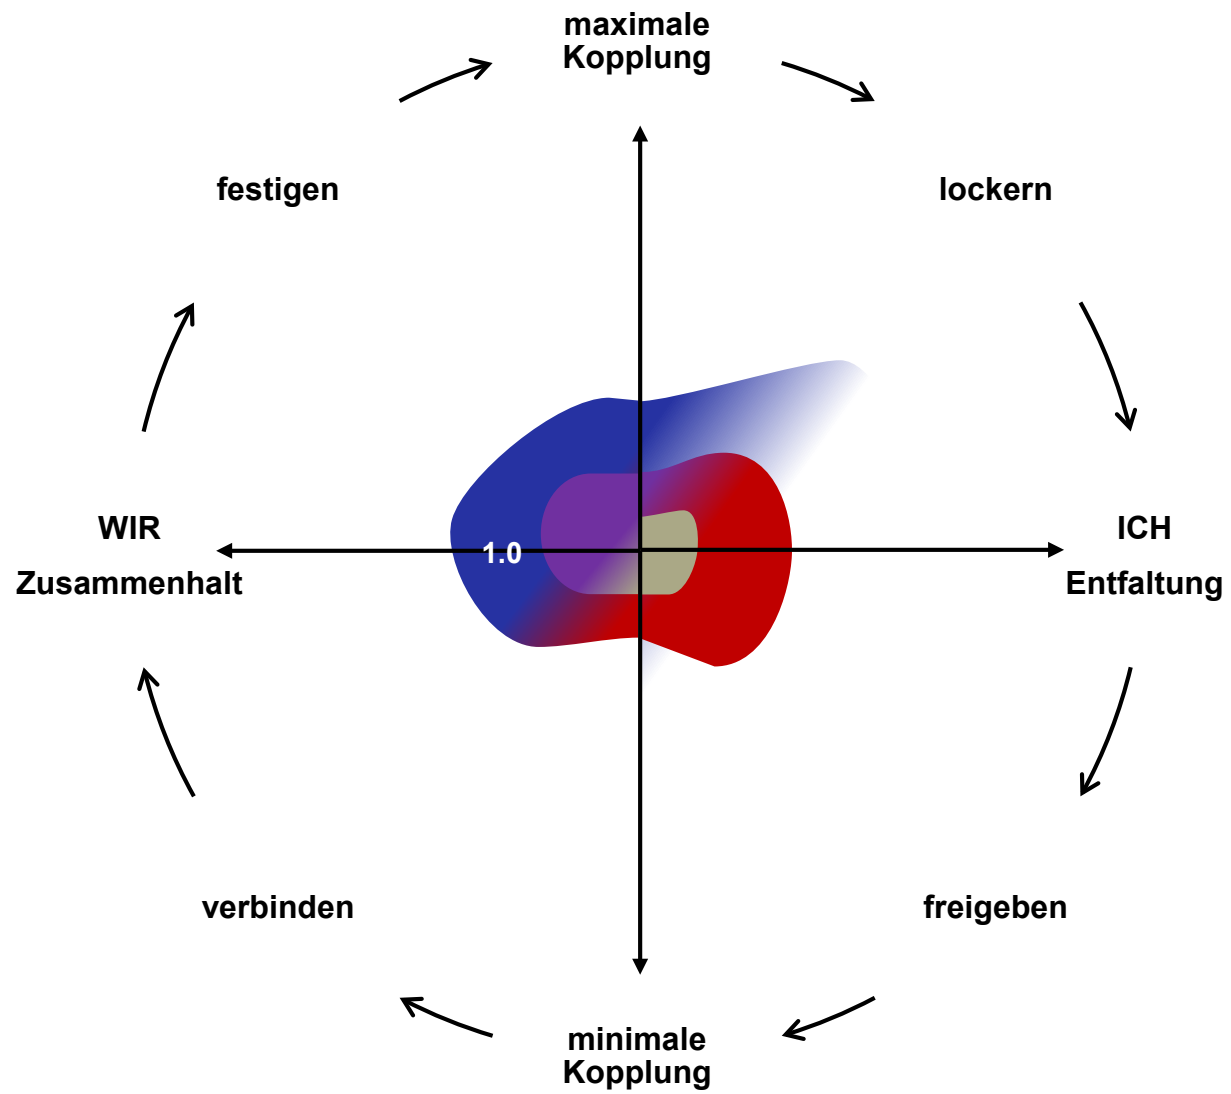 maximale
Kopplung
festigen
lockern
WIR
Zusammenhalt
1.0
ICH
Entfaltung
verbinden
freigeben
minimale
Kopplung